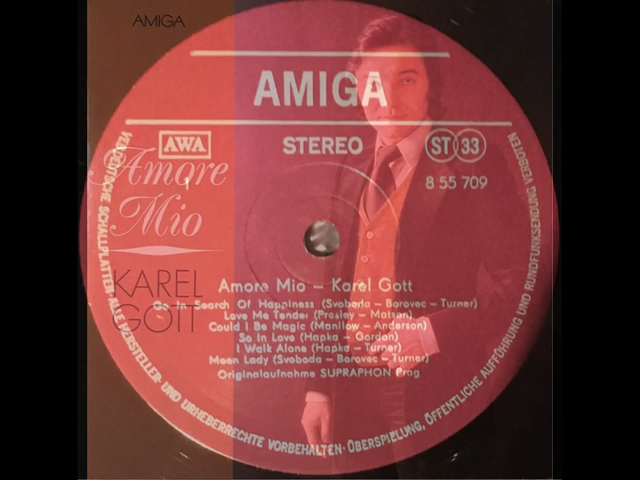 AMIGA
AMIGA
AWA
STEREO
ST 33
8 55 709
Amore
Mio
KAREL
GOTT
Amore Mio – Karel Gott
Go In Search Of Happiness (Svoboda – Borovec – Turner)
Love Me Tender (Presley – Matson)
Could I Be Magic (Manilow – Anderson)
So In Love (Hapka – Gordon)
I Walk Alone (Hapka – Turner)
Mean Lady (Svoboda – Borovec – Turner)
Originalaufnahme SUPRAPHON Prag
VEB DEUTSCHE SCHALLPLATTEN · ALLE HERSTELLER- UND URHEBERRECHTE VORBEHALTEN · ÜBERSPIELUNG, ÖFFENTLICHE AUFFÜHRUNG UND RUNDFUNKSENDUNG VERBOTEN